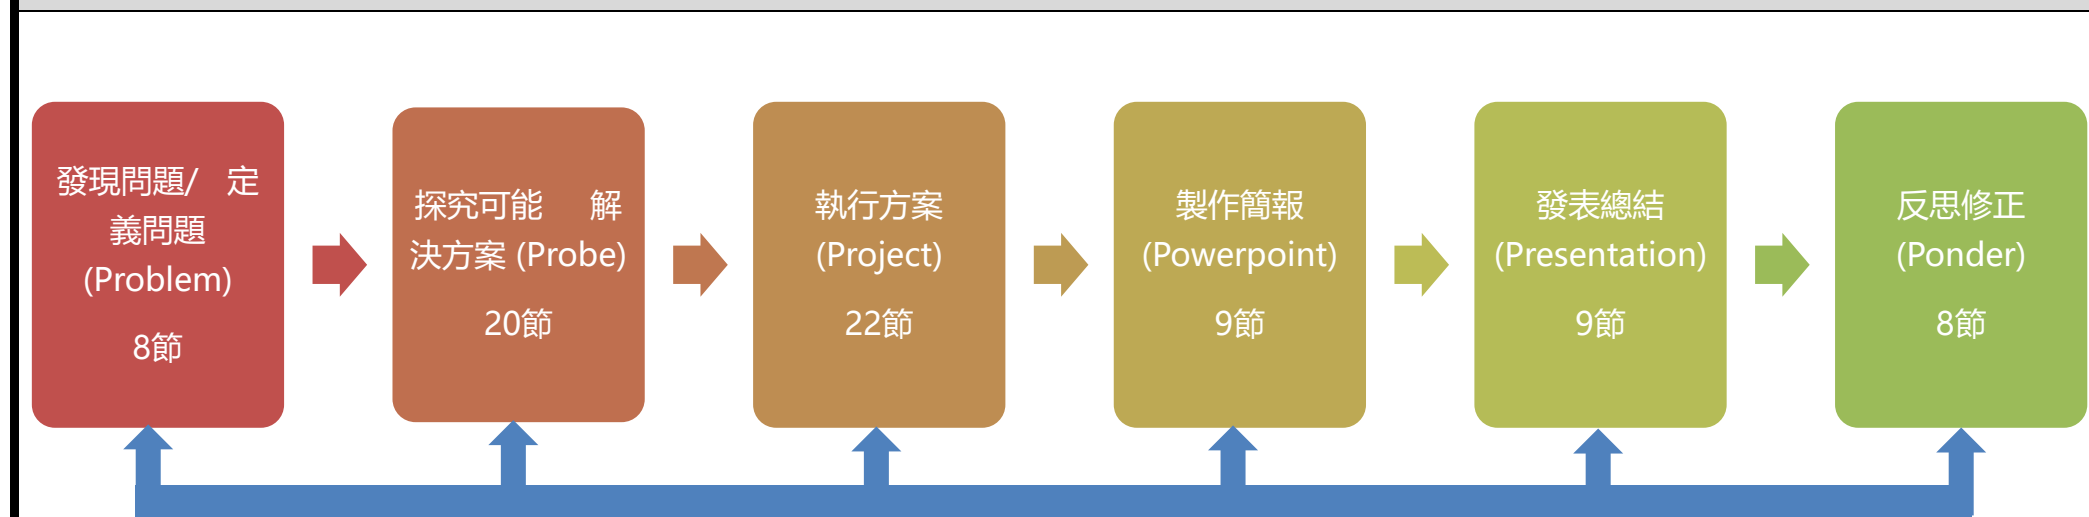 發現問題/ 定
義問題
(Problem)
8節
探究可能 解
決方案 (Probe)
20節
執行方案
(Project)
22節
製作簡報
(Powerpoint)
9節
發表總結
(Presentation)
9節
反思修正
(Ponder)
8節